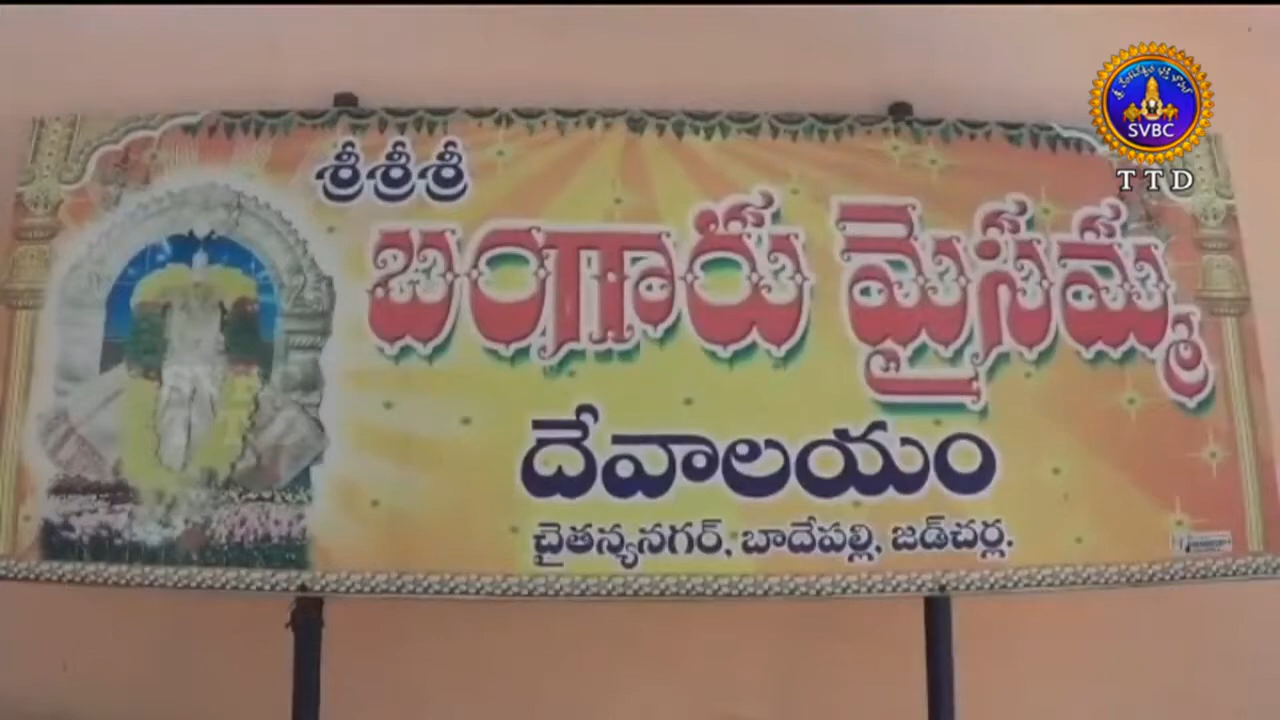 శ్రీశ్రీశ్రీ
బంగారు మైసమ్మ
దేవాలయం
చైతన్యనగర్, బాదేపల్లి, జడ్‌చర్ల.
SVBC
TTD